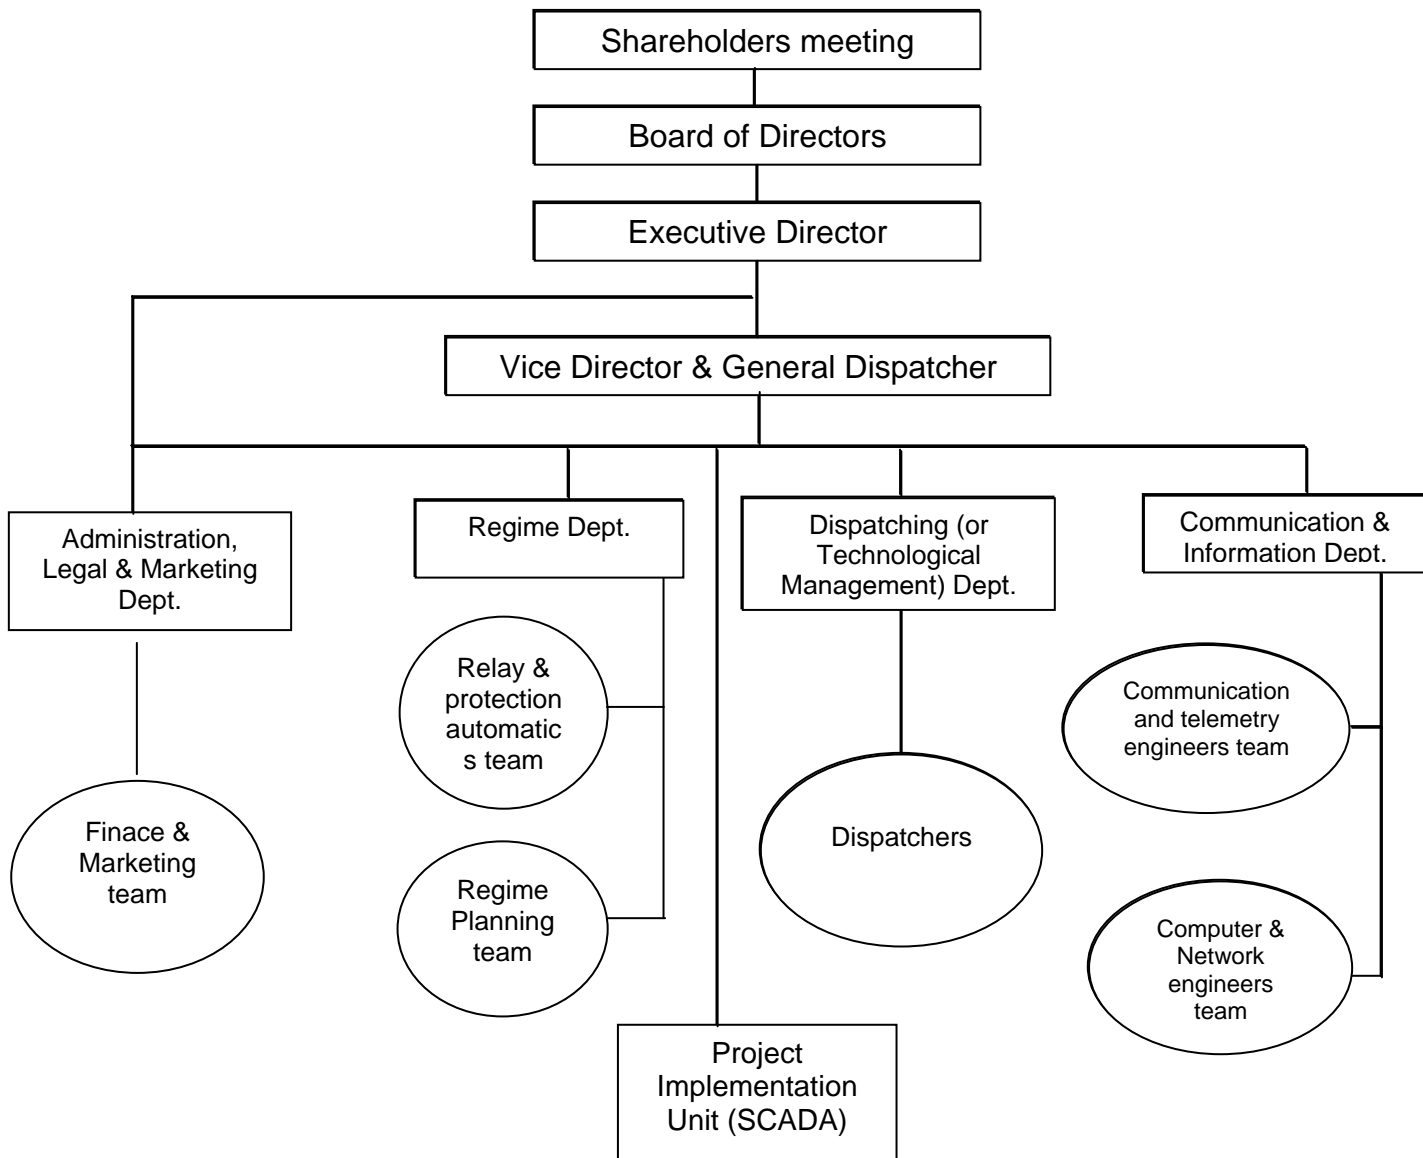 Shareholders meeting
Board of Directors
Executive Director
Vice Director & General Dispatcher
Administration,
Legal & Marketing
Dept.
Regime Dept.
Dispatching (or
Technological
Management) Dept.
Communication &
Information Dept.
Relay &
protection
automatic
s team
Communication
and telemetry
engineers team
Finace &
Marketing
team
Dispatchers
Regime
Planning
team
Computer &
Network
engineers
team
Project
Implementation
Unit (SCADA)